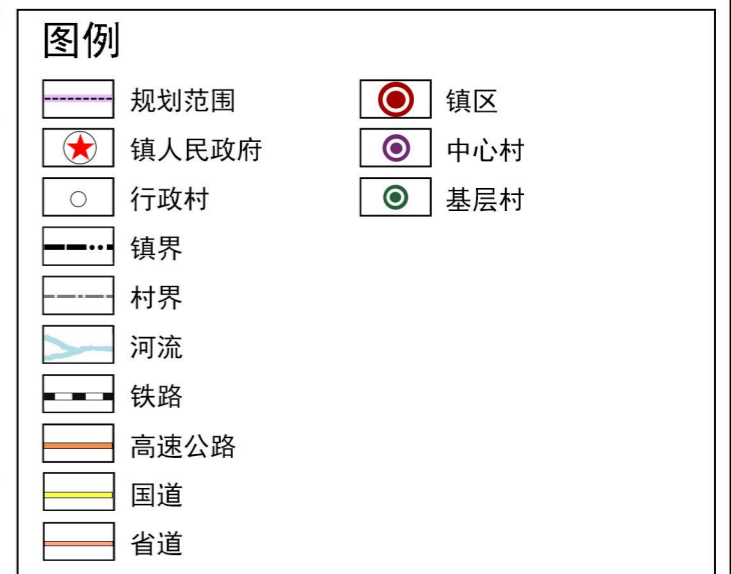 图例
规划范围
镇人民政府
行政村
镇界
村界
河流
铁路
高速公路
国道
省道
镇区
中心村
基层村